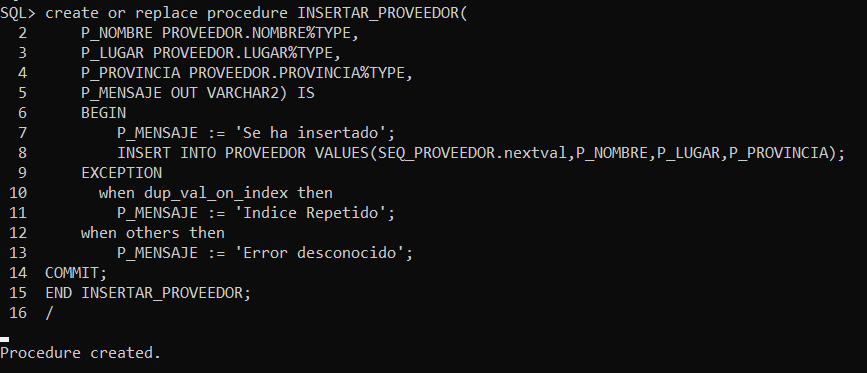 SQL> create or replace procedure INSERTAR_PROVEEDOR(
  2      P_NOMBRE PROVEEDOR.NOMBRE%TYPE,
  3      P_LUGAR PROVEEDOR.LUGAR%TYPE,
  4      P_PROVINCIA PROVEEDOR.PROVINCIA%TYPE,
  5      P_MENSAJE OUT VARCHAR2) IS
  6      BEGIN
  7          P_MENSAJE := 'Se ha insertado';
  8          INSERT INTO PROVEEDOR VALUES(SEQ_PROVEEDOR.nextval,P_NOMBRE,P_LUGAR,P_PROVINCIA);
  9      EXCEPTION
 10        when dup_val_on_index then
 11          P_MENSAJE := 'Indice Repetido';
 12      when others then
 13          P_MENSAJE := 'Error desconocido';
 14  COMMIT;
 15  END INSERTAR_PROVEEDOR;
 16  /
Procedure created.